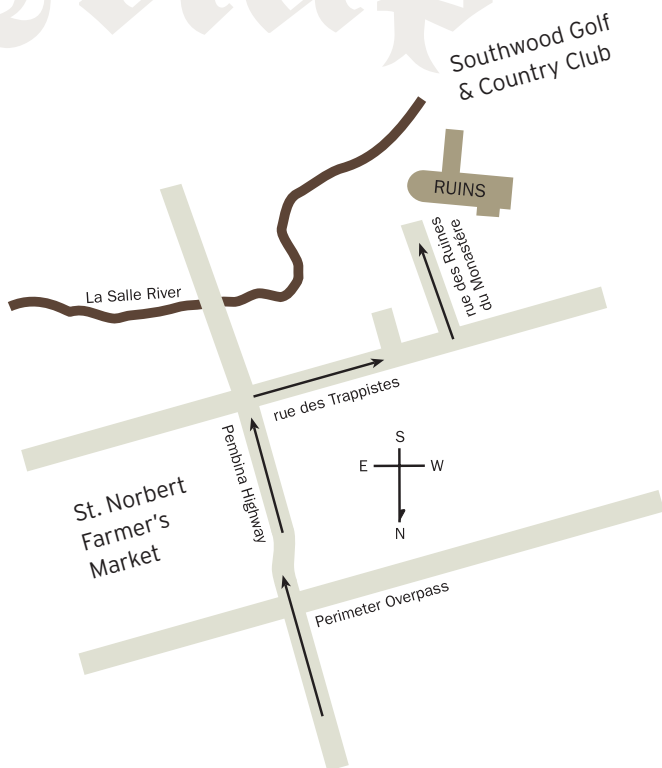 Southwood Golf
& Country Club
RUINS
rue des Ruines
du Monastére
La Salle River
rue des Trappistes
Pembina Highway
S
E
W
N
St. Norbert
Farmer's
Market
Perimeter Overpass